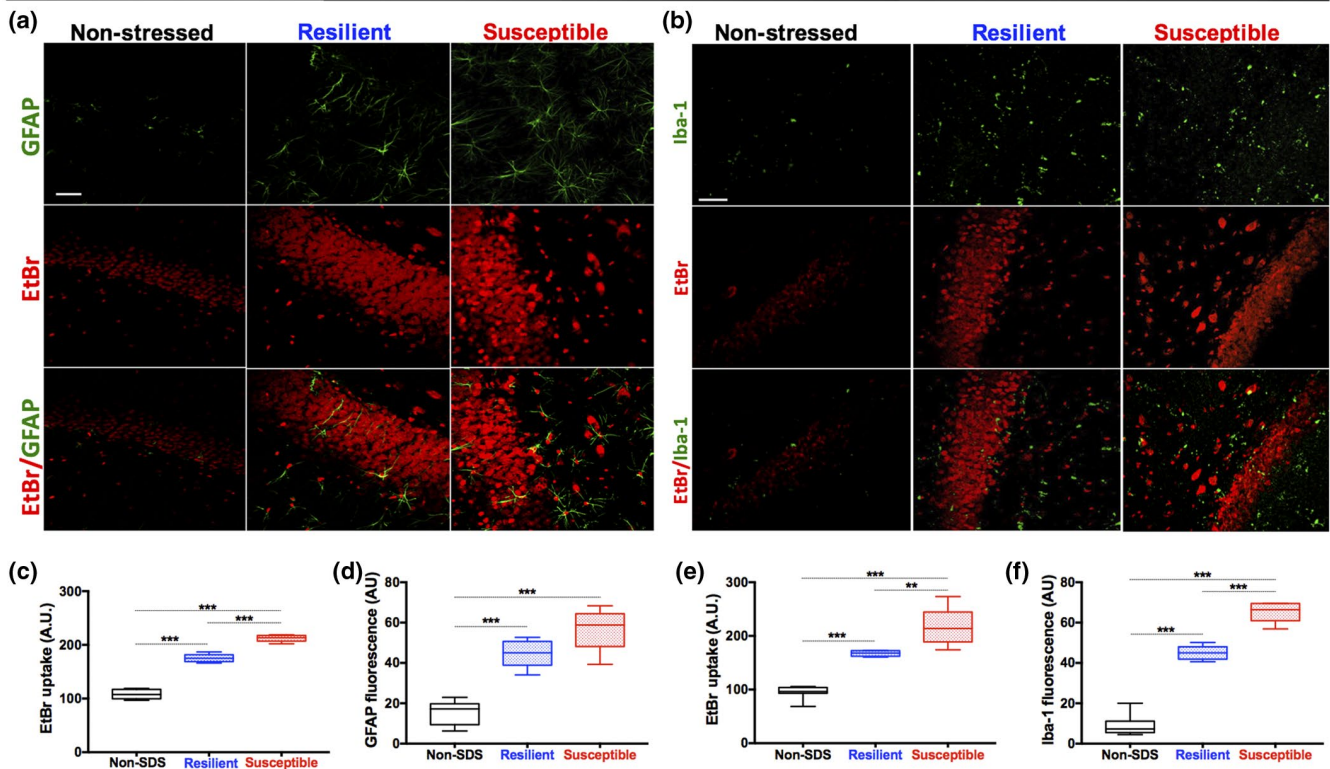 (a)
Non-stressed Resilient Susceptible
GFAP
EtBr
EtBr/GFAP
(b)
Non-stressed Resilient Susceptible
Iba-1
EtBr
EtBr/Iba-1
(c)
EtBr uptake (A.U.)
300
200
100
0
***
***
***
Non-SDS Resilient Susceptible
(d)
GFAP fluorescence (AU)
80
60
40
20
0
***
***
Non-SDS Resilient Susceptible
(e)
EtBr uptake (A.U.)
300
200
100
0
***
**
***
Non-SDS Resilient Susceptible
(f)
Iba-1 fluorescence (AU)
80
60
40
20
0
***
***
***
Non-SDS Resilient Susceptible